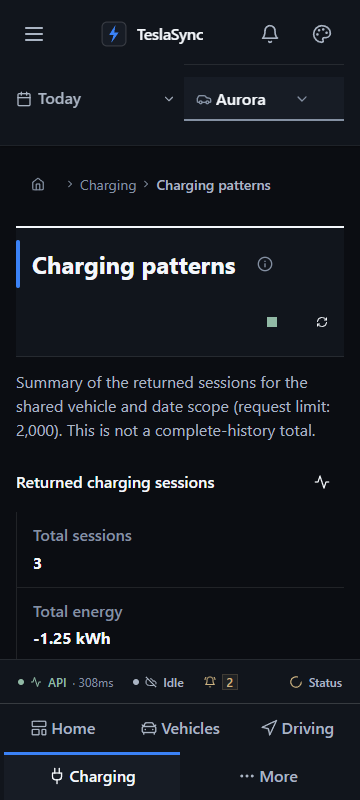 TeslaSync
Today
Aurora
Charging
Charging patterns
Charging patterns
Summary of the returned sessions for the
shared vehicle and date scope (request limit:
2,000). This is not a complete-history total.
Returned charging sessions
Total sessions
3
Total energy
-1.25 kWh
API · 308ms
Idle
2
Status
Home
Vehicles
Driving
Charging
More